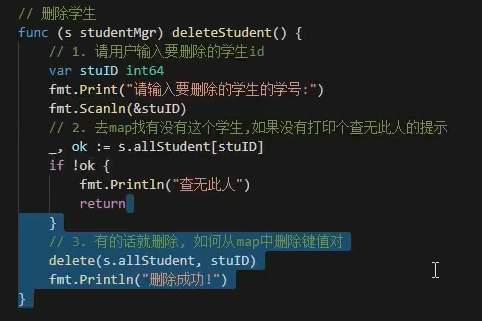 // 删除学生
func (s studentMgr) deleteStudent() {
    // 1. 请用户输入要删除的学生id
    var stuID int64
    fmt.Print("请输入要删除的学生的学号:")
    fmt.Scanln(&stuID)
    // 2. 去map找有没有这个学生,如果没有打印个查无此人的提示
    _, ok := s.allStudent[stuID]
    if !ok {
        fmt.Println("查无此人")
        return
    }
    // 3. 有的话就删除, 如何从map中删除键值对
    delete(s.allStudent, stuID)
    fmt.Println("删除成功!")
}